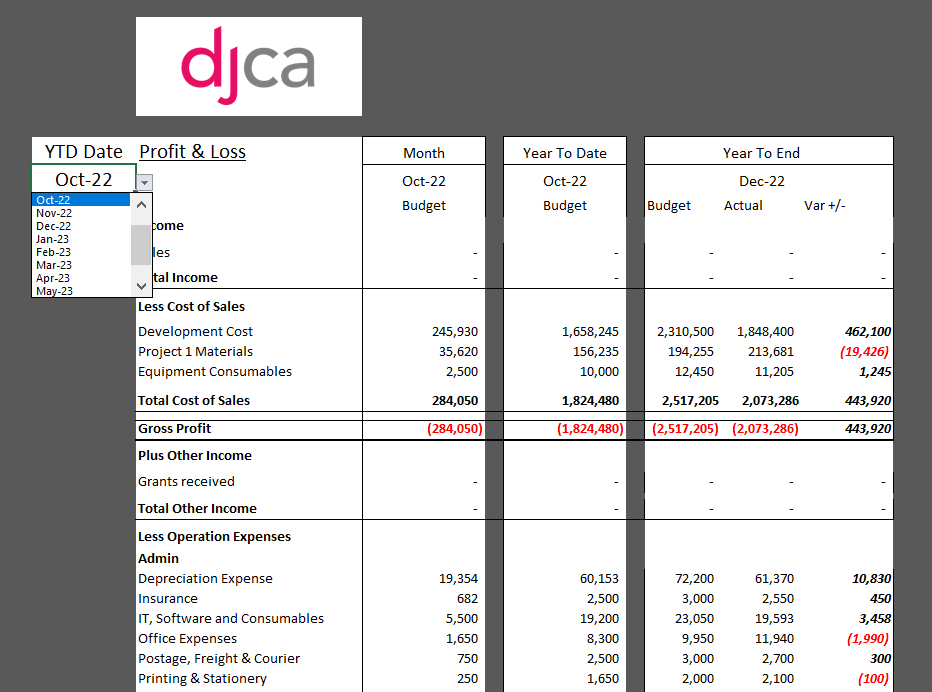 djca
YTD Date Profit & Loss Month Year To Date Year To End
Oct-22 Oct-22 Oct-22 Dec-22
Budget Budget Budget Actual Var +/-
Oct-22
Nov-22
Dec-22
Jan-23
Feb-23
Mar-23
Apr-23
May-23
come
les - - - - -
tal Income - - - - -
Less Cost of Sales
Development Cost 245,930 1,658,245 2,310,500 1,848,400 462,100
Project 1 Materials 35,620 156,235 194,255 213,681 (19,426)
Equipment Consumables 2,500 10,000 12,450 11,205 1,245
Total Cost of Sales 284,050 1,824,480 2,517,205 2,073,286 443,920
Gross Profit (284,050) (1,824,480) (2,517,205) (2,073,286) 443,920
Plus Other Income
Grants received - - - - -
Total Other Income - - - - -
Less Operation Expenses
Admin
Depreciation Expense 19,354 60,153 72,200 61,370 10,830
Insurance 682 2,500 3,000 2,550 450
IT, Software and Consumables 5,500 19,200 23,050 19,593 3,458
Office Expenses 1,650 8,300 9,950 11,940 (1,990)
Postage, Freight & Courier 750 2,500 3,000 2,700 300
Printing & Stationery 250 1,650 2,000 2,100 (100)